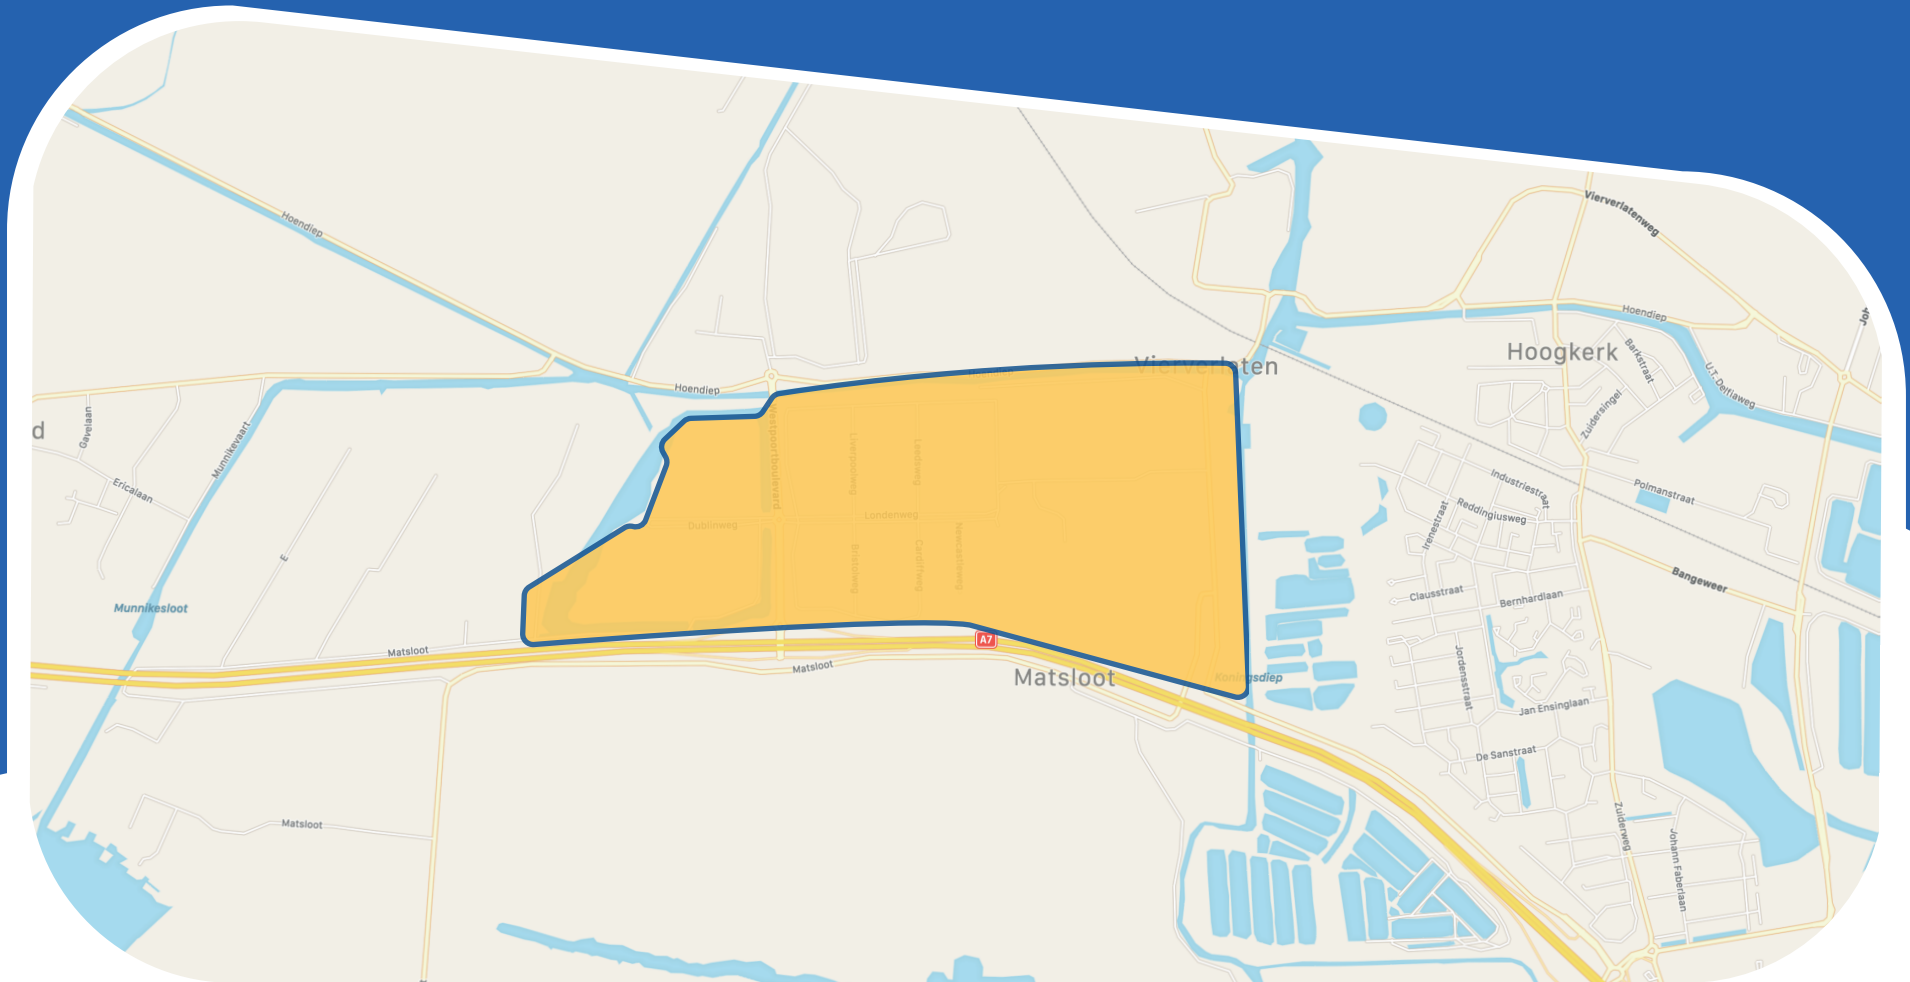 Vierverlatenweg
Hoendiep
Hoendiep
Joh
Hoogkerk
Barkstraat
Vierverlaten
U.T. Delfiaweg
Hoendiep
Zuidersingel
Gavelaan
d
Munnikevaart
Westpoortboulevard
Liverpoolweg
Leedsweg
Ericalaan
Industriestraat
Polmanstraat
Reddingiusweg
Irenestraat
Londenweg
Dublinweg
Newcastleweg
Bristolweg
Cardiffweg
E
Bangeweer
Clausstraat
Bernhardlaan
Munnikesloot
A7
Matsloot
Matsloot
Matsloot
Koningsdiep
Jordensstraat
Jan Ensinglaan
De Sanstraat
Matsloot
Zuiderweg
Johann Faberlaan